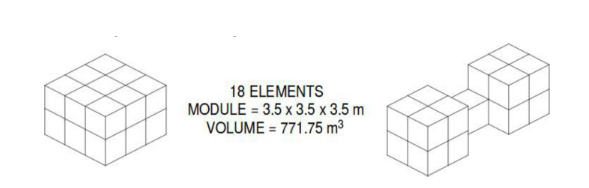 18 ELEMENTS
MODULE = 3.5 x 3.5 x 3.5 m
VOLUME = 771.75 m³